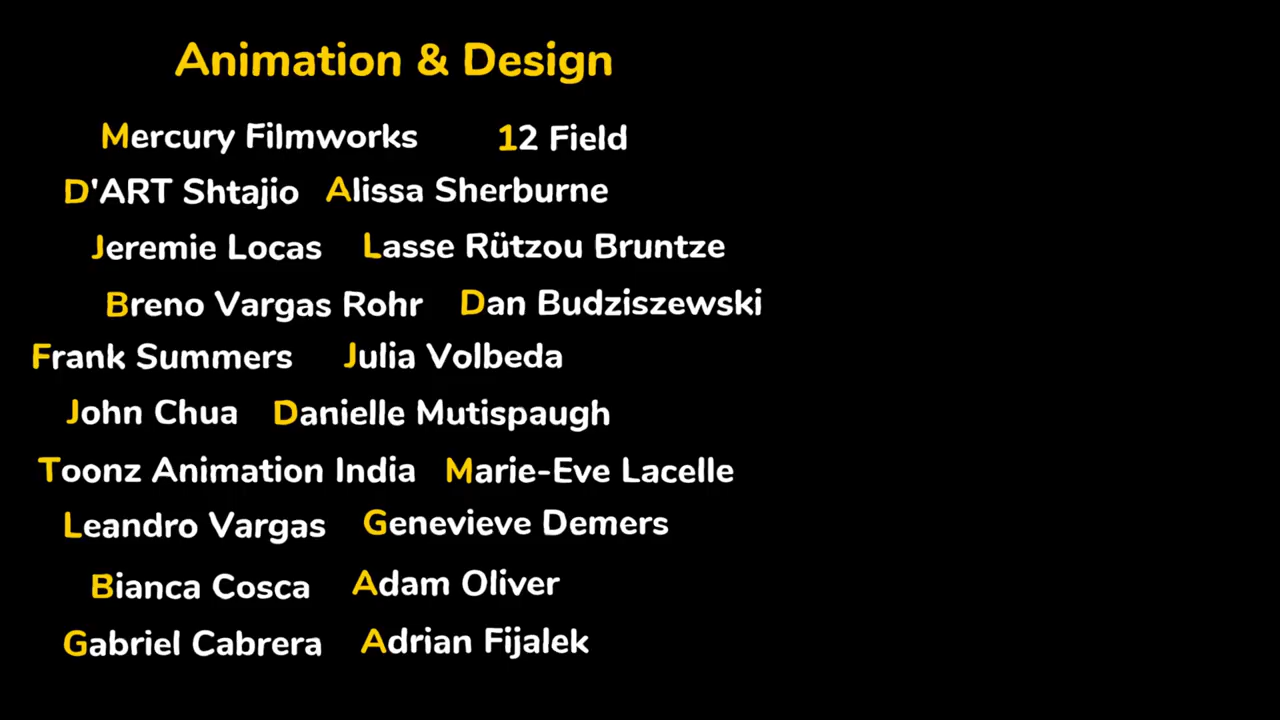 Animation & Design
Mercury Filmworks 12 Field
D'ART Shtajio Alissa Sherburne
Jeremie Locas Lasse Rützou Bruntze
Breno Vargas Rohr Dan Budziszewski
Frank Summers Julia Volbeda
John Chua Danielle Mutispaugh
Toonz Animation India Marie-Eve Lacelle
Leandro Vargas Genevieve Demers
Bianca Cosca Adam Oliver
Gabriel Cabrera Adrian Fijalek